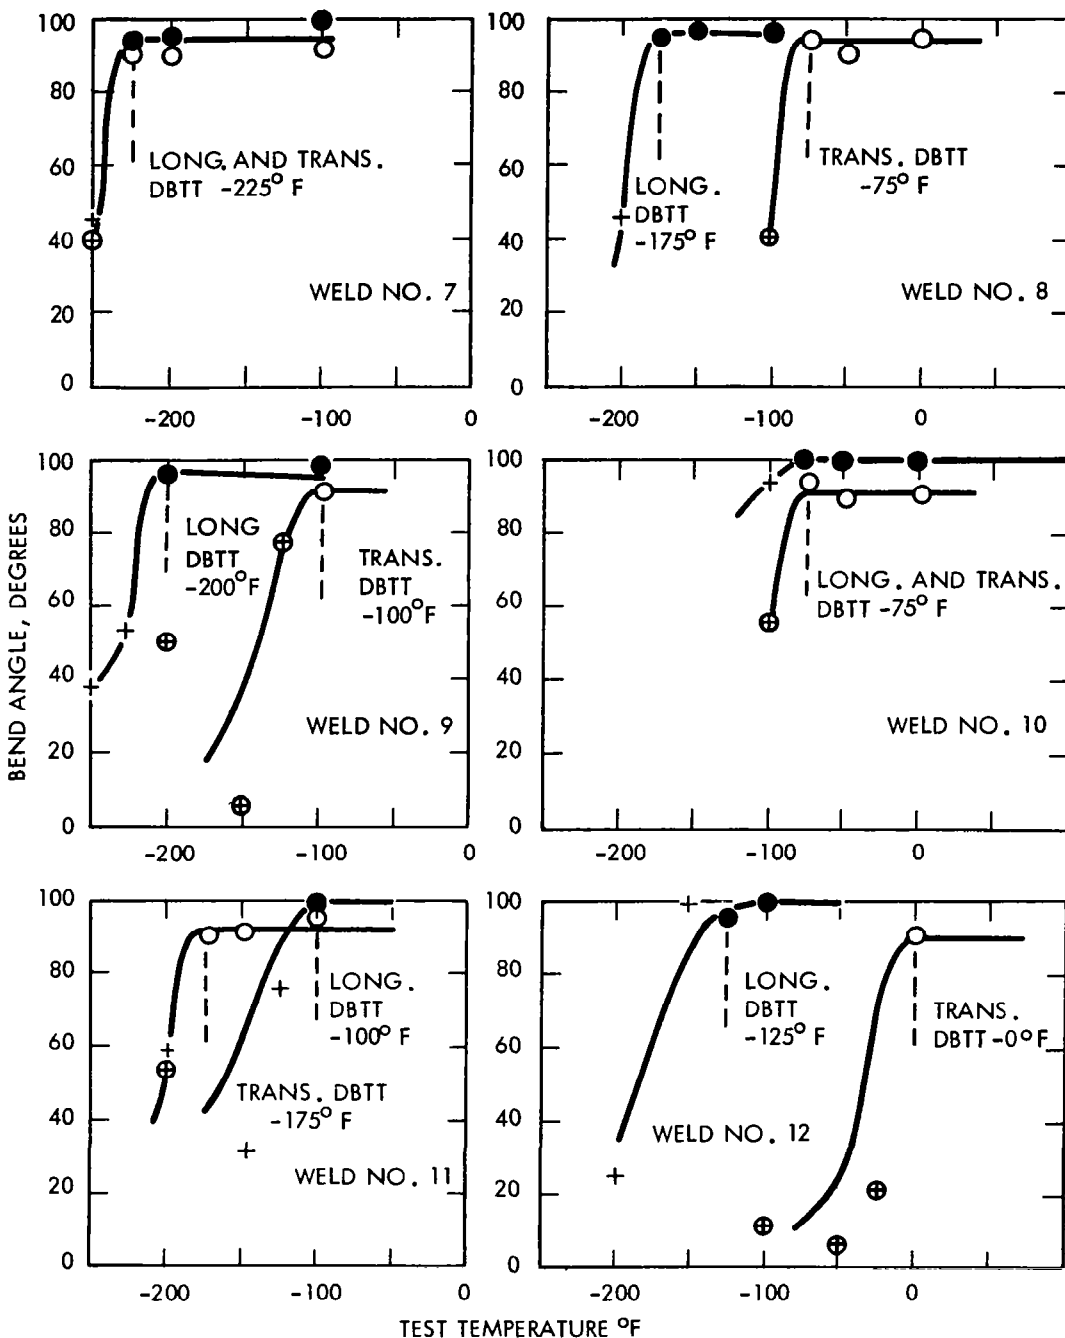 100
80
60
40
20
0
LONG. AND TRANS.
DBTT -225° F
WELD NO. 7
-200
-100
0
100
80
60
40
20
0
LONG.
DBTT
-175° F
TRANS. DBTT
-75° F
WELD NO. 8
-200
-100
0
BEND ANGLE, DEGREES
100
80
60
40
20
0
LONG
DBTT
-200°F
TRANS.
DBTT
-100°F
WELD NO. 9
-200
-100
0
100
80
60
40
20
0
LONG. AND TRANS.
DBTT -75° F
WELD NO. 10
-200
-100
0
100
80
60
40
20
0
LONG.
DBTT
-100° F
TRANS. DBTT
-175° F
WELD NO. 11
-200
-100
0
100
80
60
40
20
0
LONG.
DBTT
-125° F
TRANS.
DBTT -0°F
WELD NO. 12
-200
-100
0
TEST TEMPERATURE °F